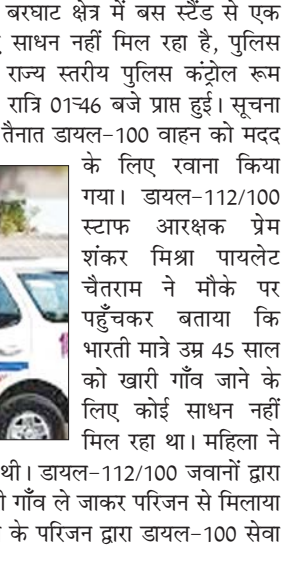 बरघाट क्षेत्र में बस स्टैंड से एक
साधन नहीं मिल रहा है, पुलिस
राज्य स्तरीय पुलिस कंट्रोल रूम
रात्रि 01-46 बजे प्राप्त हुई। सूचना
तैनात डायल-100 वाहन को मदद
के लिए रवाना किया
गया। डायल-112/100
स्टाफ आरक्षक प्रेम
शंकर मिश्रा पायलेट
चैतराम ने मौके पर
पहुँचकर बताया कि
भारती मात्रे उम्र 45 साल
को खारी गाँव जाने के
लिए कोई साधन नहीं
मिल रहा था। महिला ने
थी। डायल-112/100 जवानों द्वारा
गाँव ले जाकर परिजन से मिलाया
के परिजन द्वारा डायल-100 सेवा